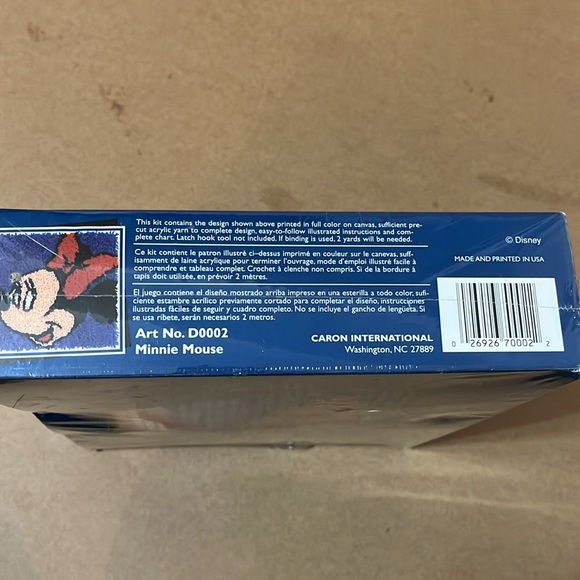 This kit contains the design shown above printed in full color on canvas, sufficient pre-
cut acrylic yarn to complete design, easy-to-follow illustrated instructions and com-
plete chart. Latch hook tool not included. If binding is used, 2 yards will be needed.
Ce kit contient le patron illustré ci-dessus imprimé en couleur sur le canevas, suff-
isamment de laine acrylique pour terminer l'ouvrage, mode d'emploi illustré facile à
comprendre et tableau complet. Crochet à clenche non compris. Si de la bordure à
tapis doit utilisée, en prévoir 2 mètres.
El juego contiene el diseño mostrado arriba impreso en una esterilla a todo color, sufi-
ciente estambre acrílico previamente cortado para completar el diseño, instrucciones
ilustradas fáciles de seguir y cuadro completo. No se incluye el gancho de lengüeta. Si
se usa ribete, serán necesarios 2 metros.
Art No. D0002
Minnie Mouse
CARON INTERNATIONAL
Washington, NC 27889
© Disney
MADE AND PRINTED IN USA
0 26926 70002 2